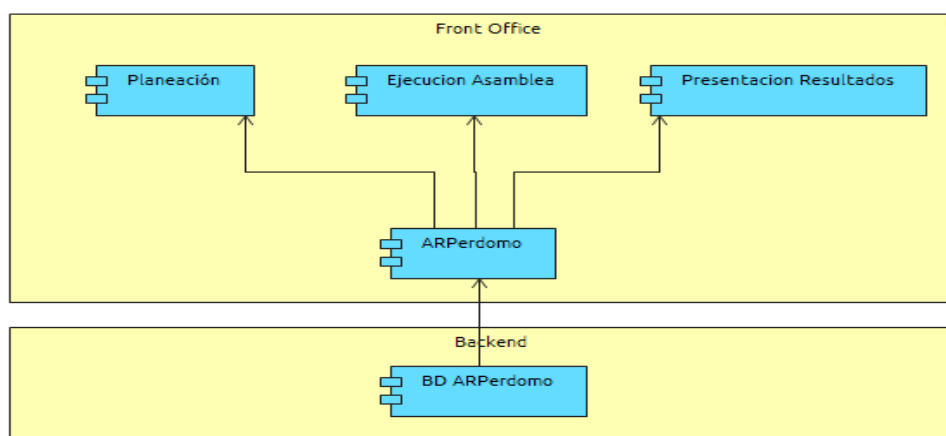 Front Office
Planeación
Ejecucion Asamblea
Presentacion Resultados
ARPerdomo
Backend
BD ARPerdomo